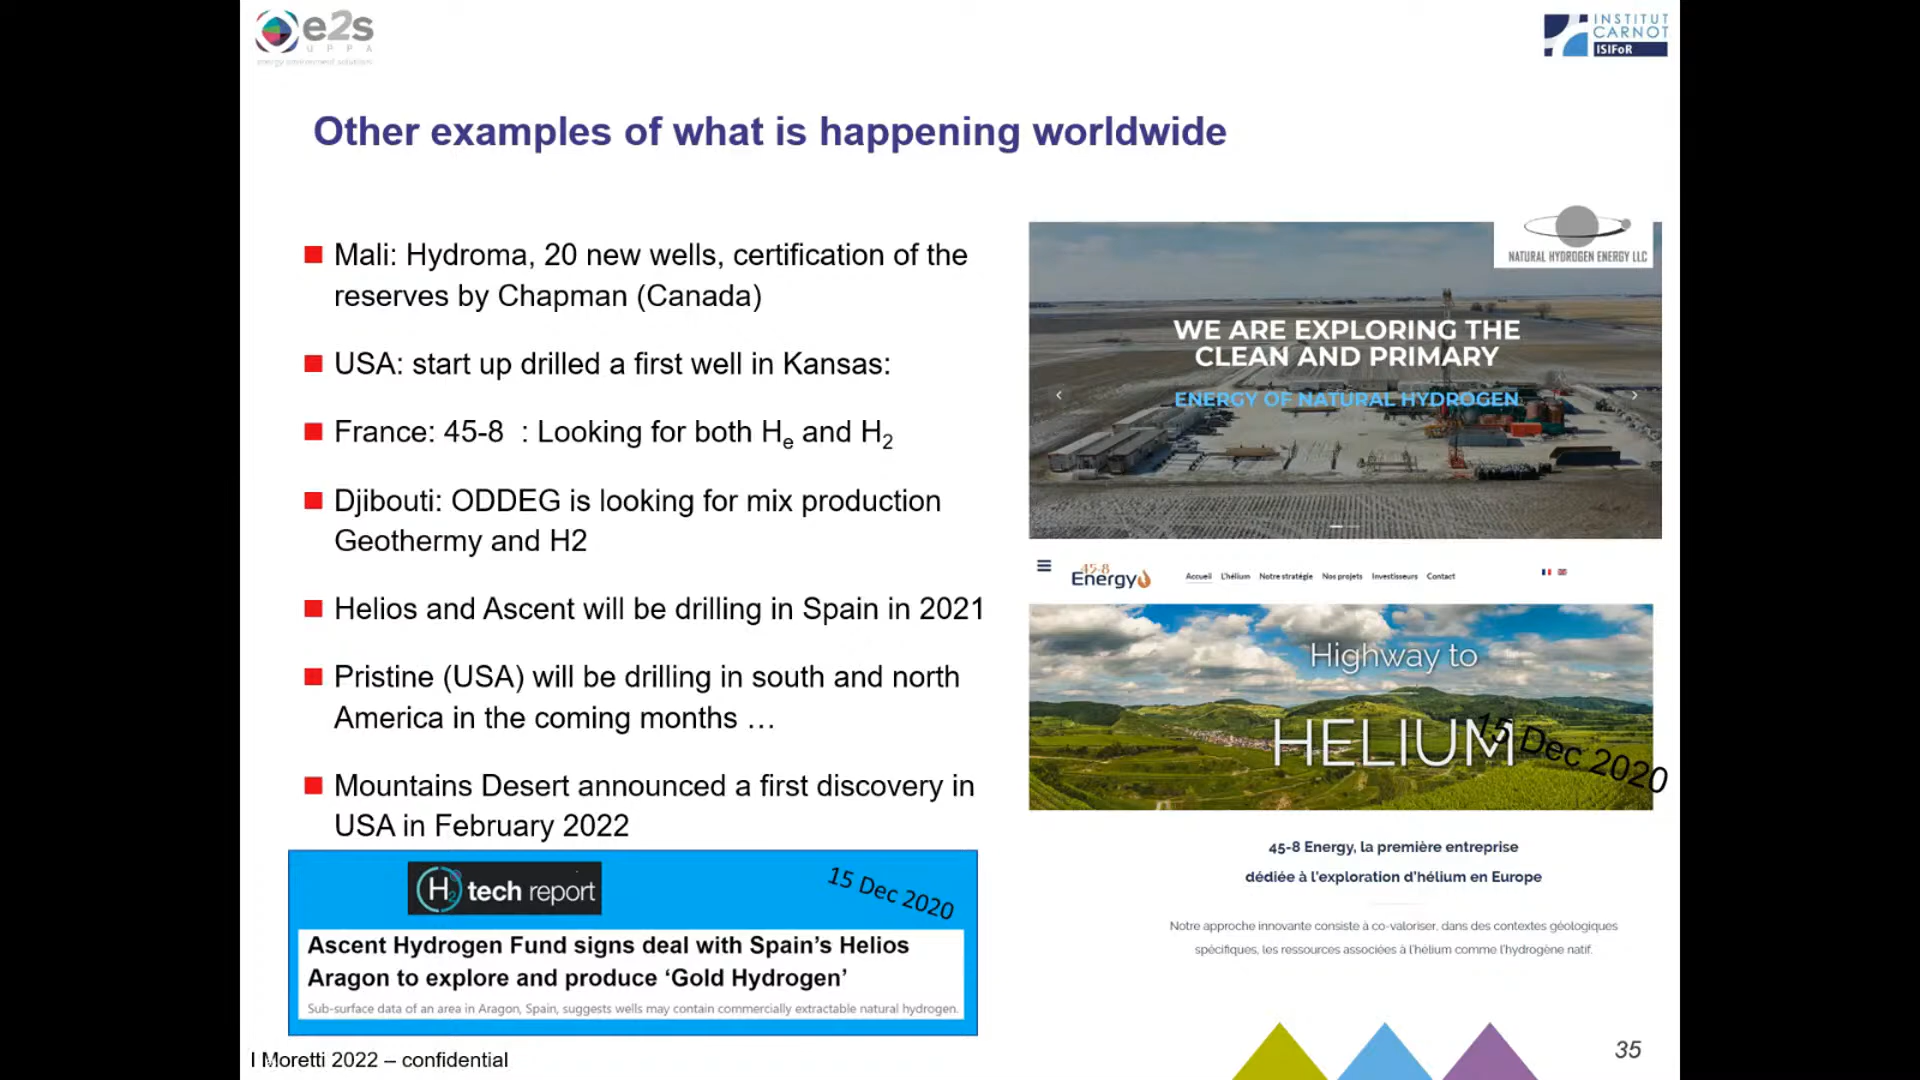 e2s
UPPA
energy environment solutions
INSTITUT
CARNOT
ISIFoR
Other examples of what is happening worldwide
Mali: Hydroma, 20 new wells, certification of the
reserves by Chapman (Canada)
USA: start up drilled a first well in Kansas:
France: 45-8 : Looking for both He and H2
Djibouti: ODDEG is looking for mix production
Geothermy and H2
Helios and Ascent will be drilling in Spain in 2021
Pristine (USA) will be drilling in south and north
America in the coming months …
Mountains Desert announced a first discovery in
USA in February 2022
H2 tech report
15 Dec 2020
Ascent Hydrogen Fund signs deal with Spain’s Helios
Aragon to explore and produce ‘Gold Hydrogen’
Sub-surface data of an area in Aragon, Spain, suggests wells may contain commercially extractable natural hydrogen.
NATURAL HYDROGEN ENERGY LLC
WE ARE EXPLORING THE
CLEAN AND PRIMARY
ENERGY OF NATURAL HYDROGEN
45-8
Energy
Accueil L'hélium Notre stratégie Nos projets Investisseurs Contact
Highway to
HELIUM
15 Dec 2020
45-8 Energy, la première entreprise
dédiée à l'exploration d'hélium en Europe
Notre approche innovante consiste à co-valoriser, dans des contextes géologiques
spécifiques, les ressources associées à l'hélium comme l'hydrogène natif.
I Moretti 2022 – confidential
35